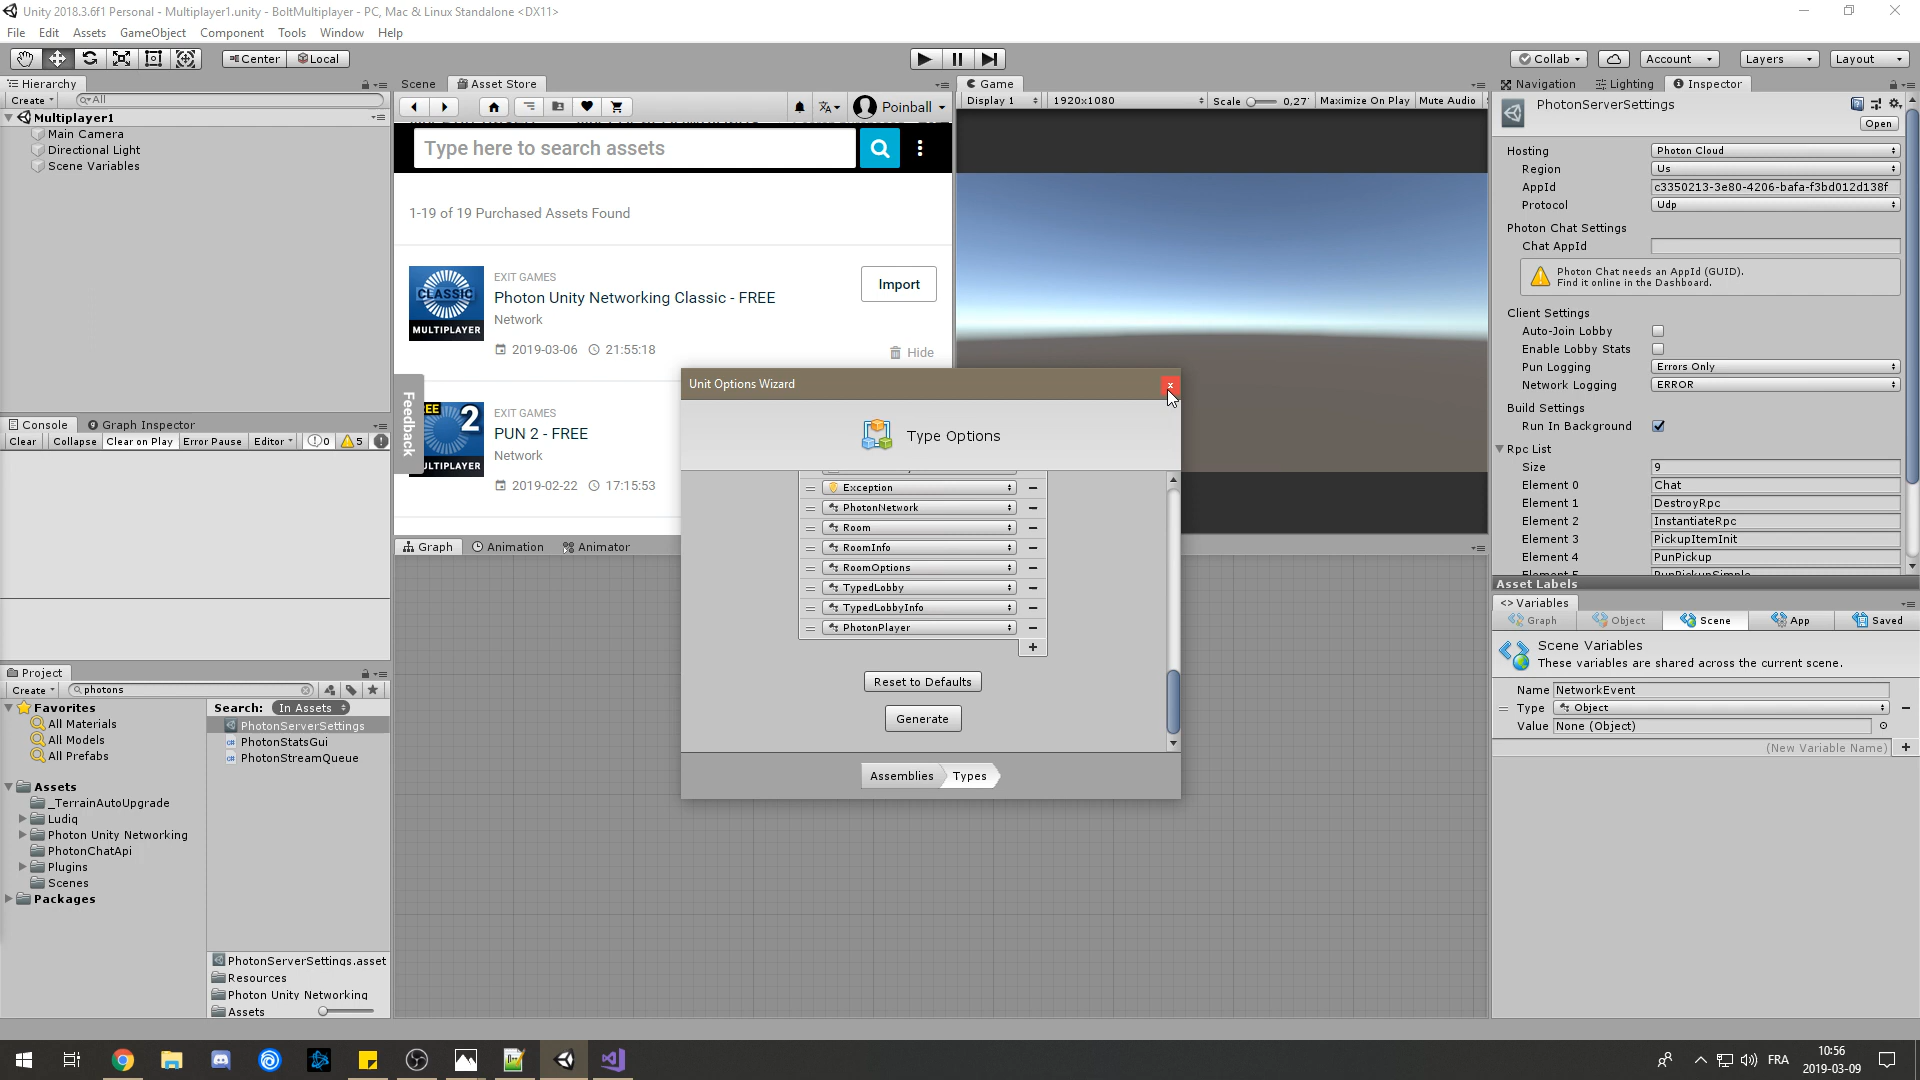 Unity 2018.3.6f1 Personal - Multiplayer1.unity - BoltMultiplayer - PC, Mac & Linux Standalone <DX11>
File Edit Assets GameObject Component Tools Window Help
Center Local
Collab Account Layers Layout
Hierarchy
Create All
Multiplayer1
Main Camera
Directional Light
Scene Variables
Console Graph Inspector
Clear Collapse Clear on Play Error Pause Editor 0 5
Project
Create photons
Favorites
All Materials
All Models
All Prefabs
Assets
_TerrainAutoUpgrade
Ludiq
Photon Unity Networking
PhotonChatApi
Plugins
Scenes
Packages
Search: In Assets
PhotonServerSettings
PhotonStatsGui
PhotonStreamQueue
PhotonServerSettings.asset
Resources
Photon Unity Networking
Assets
Scene Asset Store
Poinball
Type here to search assets
1-19 of 19 Purchased Assets Found
CLASSIC
MULTIPLAYER
EXIT GAMES
Photon Unity Networking Classic - FREE
Network
2019-03-06 21:55:18
Import
Hide
Feedback
2
MULTIPLAYER
EXIT GAMES
PUN 2 - FREE
Network
2019-02-22 17:15:53
Graph Animation Animator
Game
Display 1 1920x1080 Scale 0,27 Maximize On Play Mute Audio
Unit Options Wizard x
Type Options
Exception
PhotonNetwork
Room
RoomInfo
RoomOptions
TypedLobby
TypedLobbyInfo
PhotonPlayer
+
Reset to Defaults
Generate
Assemblies Types
Navigation Lighting Inspector
PhotonServerSettings
Open
Hosting Photon Cloud
Region Us
AppId c3350213-3e80-4206-bafa-f3bd012d138f
Protocol Udp
Photon Chat Settings
Chat AppId
Photon Chat needs an AppId (GUID).
Find it online in the Dashboard.
Client Settings
Auto-Join Lobby
Enable Lobby Stats
Pun Logging Errors Only
Network Logging ERROR
Build Settings
Run In Background
Rpc List
Size 9
Element 0 Chat
Element 1 DestroyRpc
Element 2 InstantiateRpc
Element 3 PickupItemInit
Element 4 PunPickup
Element 5 PunPickupSimple
Asset Labels
<> Variables
Graph Object Scene App Saved
Scene Variables
These variables are shared across the current scene.
Name NetworkEvent
Type Object
Value None (Object)
(New Variable Name) +
FRA
10:56
2019-03-09